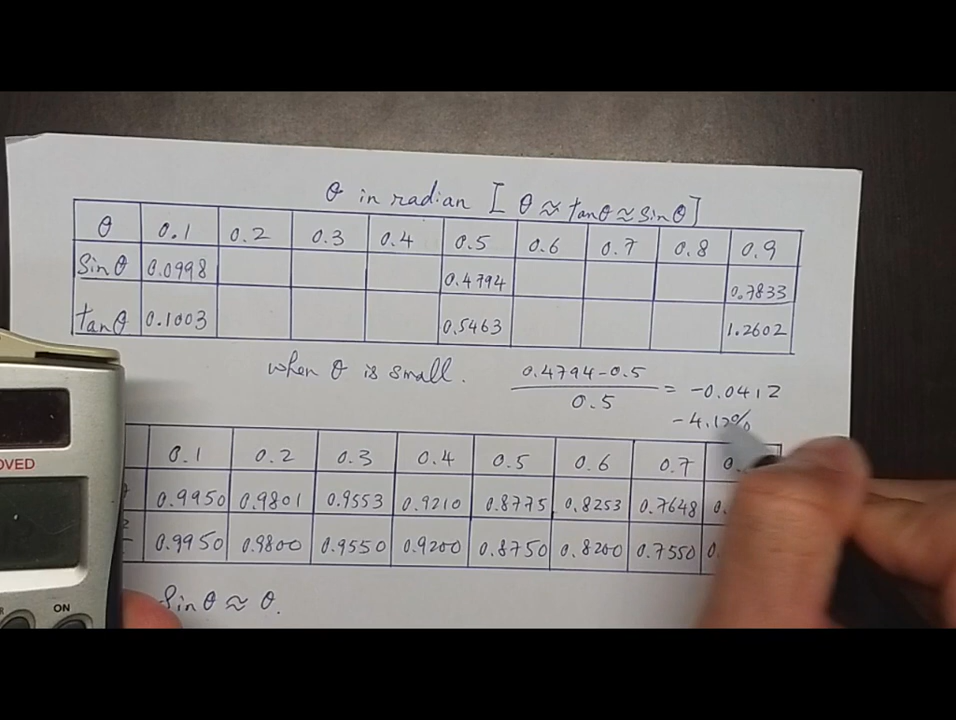 θ in radian [ θ ≈ tanθ ≈ sinθ ]
θ 0.1 0.2 0.3 0.4 0.5 0.6 0.7 0.8 0.9
sinθ 0.0998 0.4794 0.7833
tanθ 0.1003 0.5463 1.2602
when θ is small.
0.4794-0.5
0.5
= -0.0412
-4.12%
0.1 0.2 0.3 0.4 0.5 0.6 0.7
0.9950 0.9801 0.9553 0.9210 0.8775 0.8253 0.7648
0.9950 0.9800 0.9550 0.9200 0.8750 0.8200 0.7550
sinθ ≈ θ.
OVED
ON